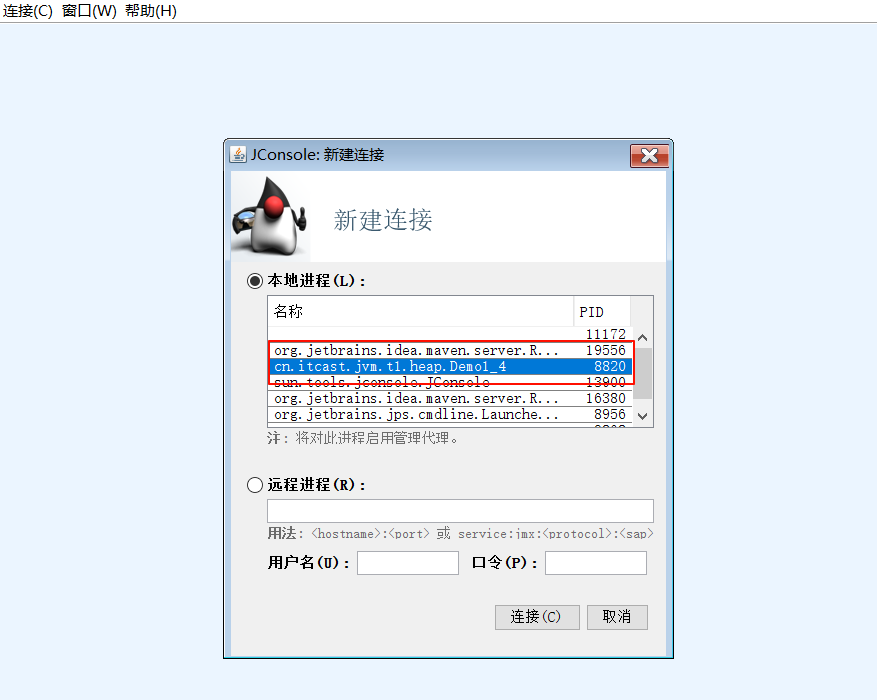 连接(C) 窗口(W) 帮助(H)
JConsole: 新建连接
新建连接
本地进程(L):
名称 PID
11172
org.jetbrains.idea.maven.server.R... 19556
cn.itcast.jvm.t1.heap.Demo1_4 8820
sun.tools.jconsole.JConsole 13900
org.jetbrains.idea.maven.server.R... 16380
org.jetbrains.jps.cmdline.Launche... 8956
注: 将对此进程启用管理代理。
远程进程(R):
用法: <hostname>:<port> 或 service:jmx:<protocol>:<sap>
用户名(U): 口令(P):
连接(C) 取消